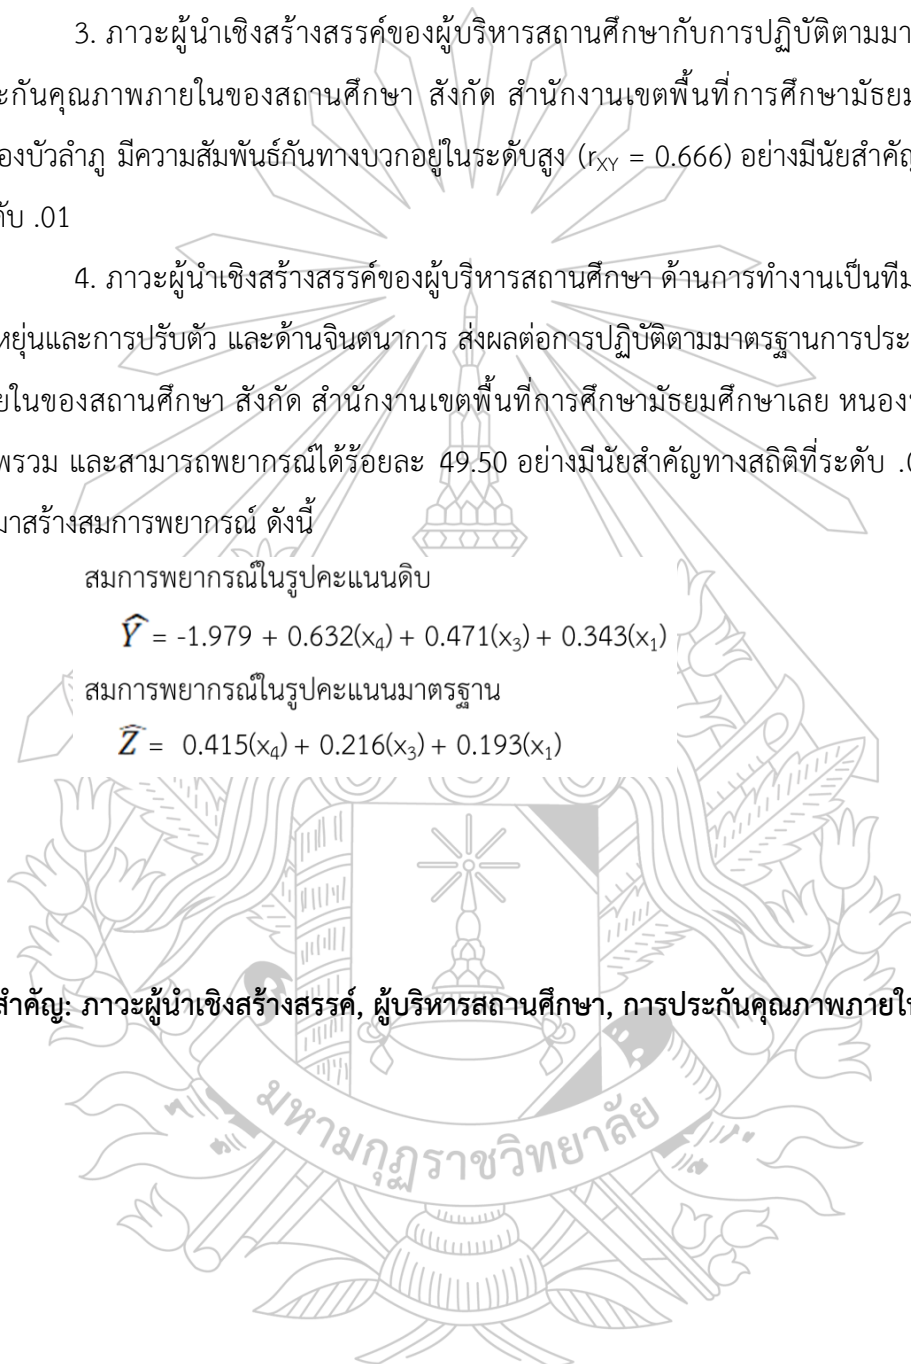 3. ภาวะผู้นำเชิงสร้างสรรค์ของผู้บริหารสถานศึกษากับการปฏิบัติตามมา
ะกันคุณภาพภายในของสถานศึกษา สังกัด สำนักงานเขตพื้นที่การศึกษามัธยม
องบัวลำภู มีความสัมพันธ์กันทางบวกอยู่ในระดับสูง (rXY = 0.666) อย่างมีนัยสำคัญ
ดับ .01
4. ภาวะผู้นำเชิงสร้างสรรค์ของผู้บริหารสถานศึกษา ด้านการทำงานเป็นทีม
หยุ่นและการปรับตัว และด้านจินตนาการ ส่งผลต่อการปฏิบัติตามมาตรฐานการประ
ยในของสถานศึกษา สังกัด สำนักงานเขตพื้นที่การศึกษามัธยมศึกษาเลย หนอง
พรวม และสามารถพยากรณ์ได้ร้อยละ 49.50 อย่างมีนัยสำคัญทางสถิติที่ระดับ .0
มาสร้างสมการพยากรณ์ ดังนี้
สมการพยากรณ์ในรูปคะแนนดิบ
Ŷ = -1.979 + 0.632(x₄) + 0.471(x₃) + 0.343(x₁)
สมการพยากรณ์ในรูปคะแนนมาตรฐาน
Ẑ = 0.415(x₄) + 0.216(x₃) + 0.193(x₁)
สำคัญ: ภาวะผู้นำเชิงสร้างสรรค์, ผู้บริหารสถานศึกษา, การประกันคุณภาพภายใน
มหามกุฏราชวิทยาลัย